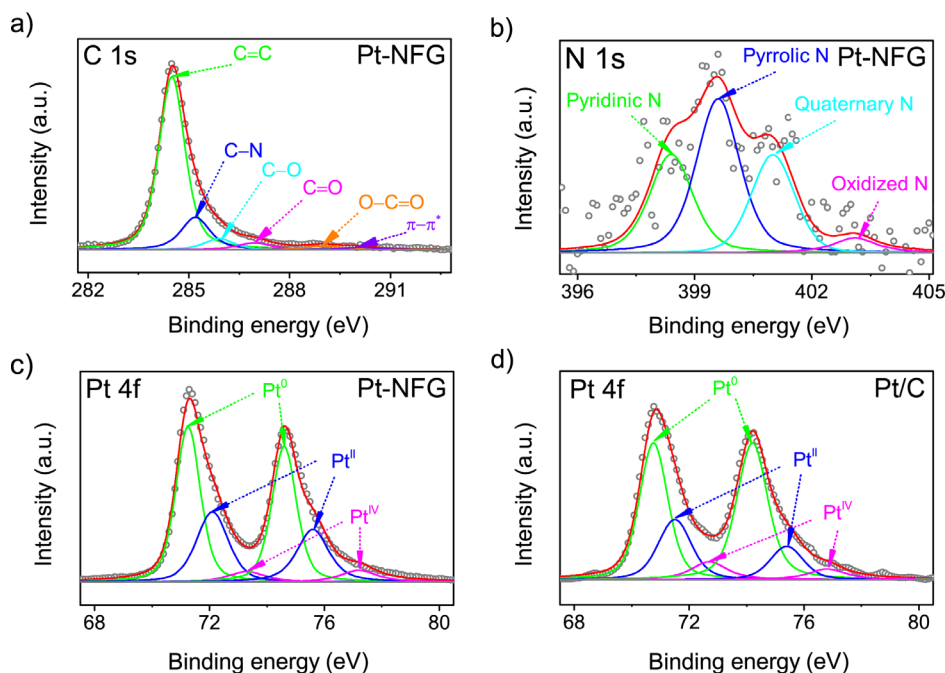 a)
C 1s
Pt-NFG
C=C
C–N
C–O
C=O
O–C=O
π–π*
Intensity (a.u.)
282 285 288 291
Binding energy (eV)
b)
N 1s
Pt-NFG
Pyrrolic N
Pyridinic N
Quaternary N
Oxidized N
Intensity (a.u.)
396 399 402 405
Binding energy (eV)
c)
Pt 4f
Pt-NFG
Pt⁰
Ptᴵᴵ
Ptᴵⱽ
Intensity (a.u.)
68 72 76 80
Binding energy (eV)
d)
Pt 4f
Pt/C
Pt⁰
Ptᴵᴵ
Ptᴵⱽ
Intensity (a.u.)
68 72 76 80
Binding energy (eV)